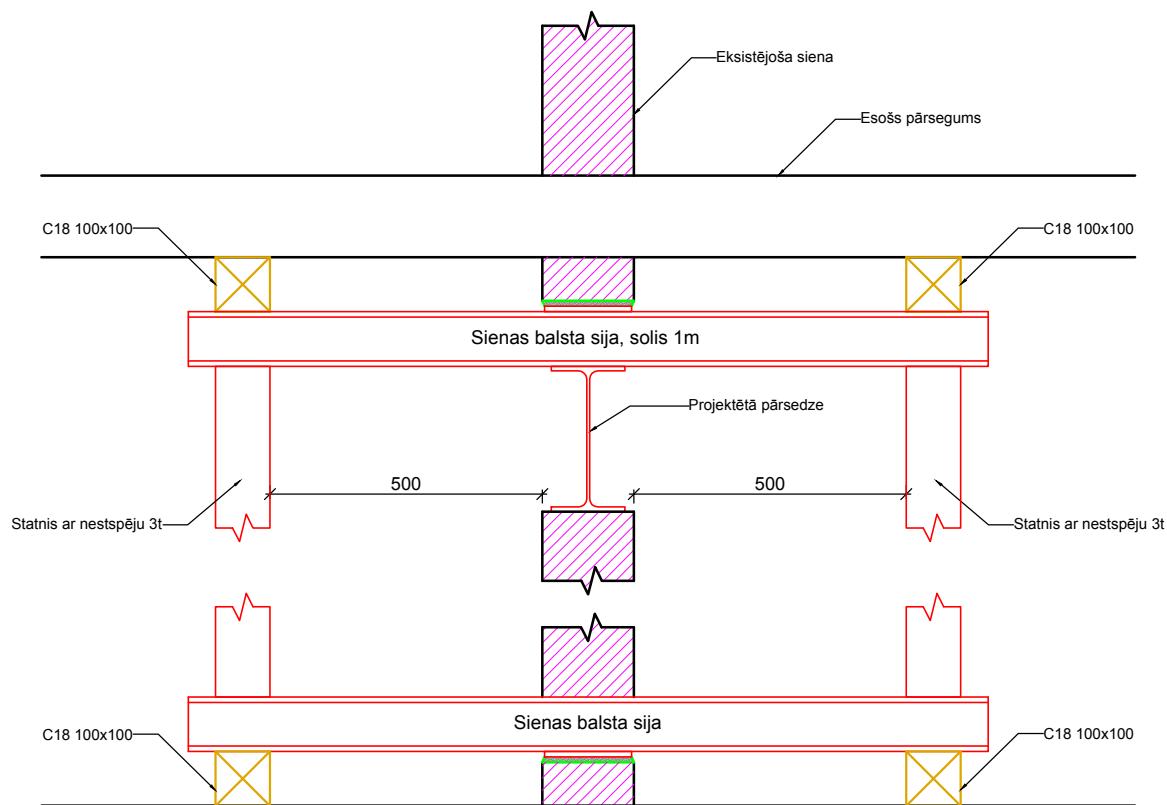 Eksistējoša siena
Esošs pārsegums
C18 100x100
C18 100x100
Sienas balsta sija, solis 1m
Projektētā pārsedze
500
500
Statnis ar nestspēju 3t
Statnis ar nestspēju 3t
Sienas balsta sija
C18 100x100
C18 100x100